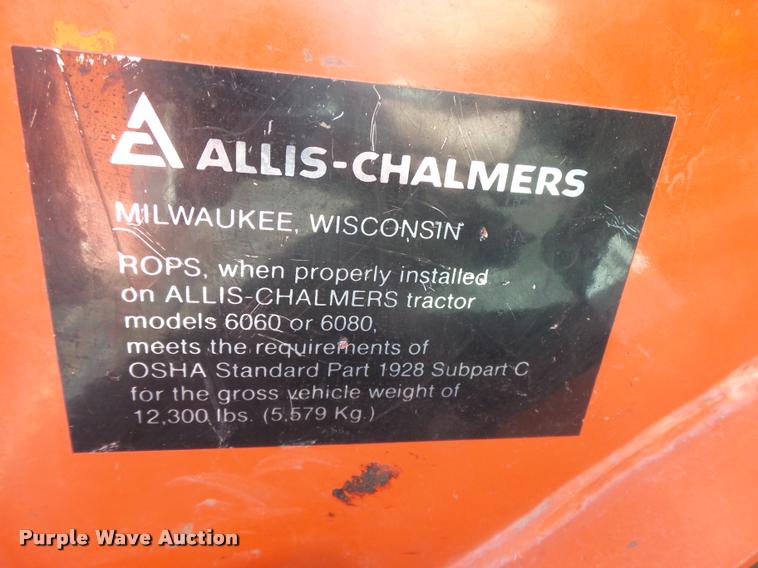 ALLIS-CHALMERS
MILWAUKEE, WISCONSIN
ROPS, when properly installed
on ALLIS-CHALMERS tractor
models 6060 or 6080,
meets the requirements of
OSHA Standard Part 1928 Subpart C
for the gross vehicle weight of
12,300 lbs. (5,579 Kg.)
Purple Wave Auction